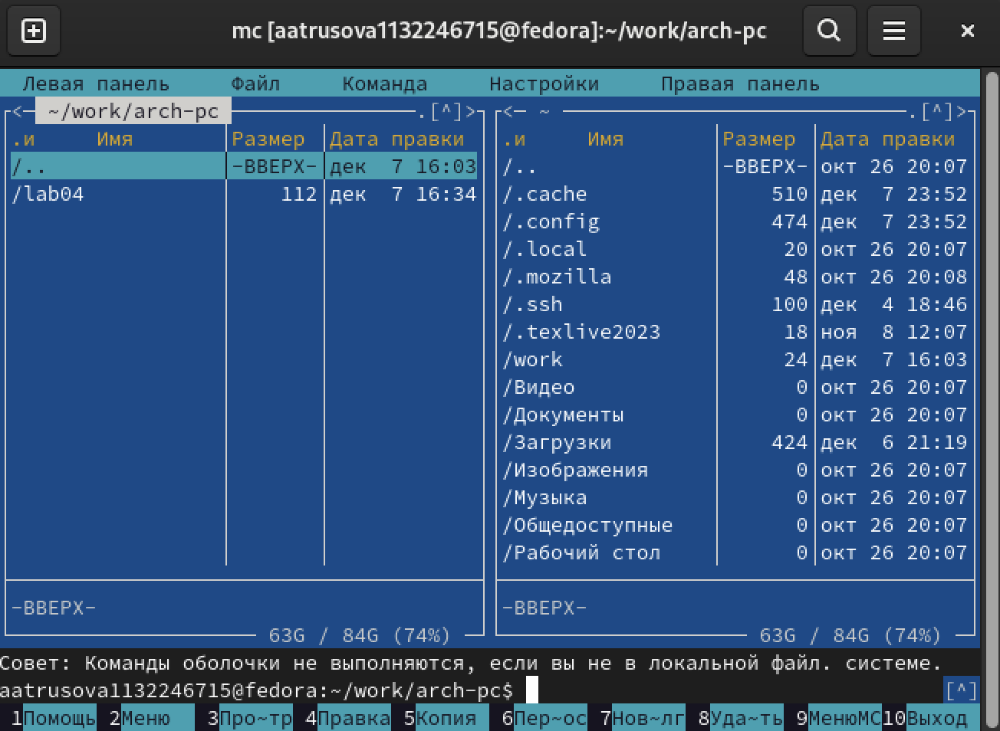 mc [aatrusova1132246715@fedora]:~/work/arch-pc
Левая панель Файл Команда Настройки Правая панель
<─ ~/work/arch-pc ─.[^]> <─ ~ ─.[^]>
.и Имя Размер Дата правки .и Имя Размер Дата правки
/.. -ВВЕРХ- дек 7 16:03 /.. -ВВЕРХ- окт 26 20:07
/lab04 112 дек 7 16:34 /.cache 510 дек 7 23:52
/.config 474 дек 7 23:52
/.local 20 окт 26 20:07
/.mozilla 48 окт 26 20:08
/.ssh 100 дек 4 18:46
/.texlive2023 18 ноя 8 12:07
/work 24 дек 7 16:03
/Видео 0 окт 26 20:07
/Документы 0 окт 26 20:07
/Загрузки 424 дек 6 21:19
/Изображения 0 окт 26 20:07
/Музыка 0 окт 26 20:07
/Общедоступные 0 окт 26 20:07
/Рабочий стол 0 окт 26 20:07
-ВВЕРХ- -ВВЕРХ-
63G / 84G (74%) 63G / 84G (74%)
Совет: Команды оболочки не выполняются, если вы не в локальной файл. системе.
aatrusova1132246715@fedora:~/work/arch-pc$ [^]
1Помощь 2Меню 3Про~тр 4Правка 5Копия 6Пер~ос 7Нов~лг 8Уда~ть 9МенюMC 10Выход